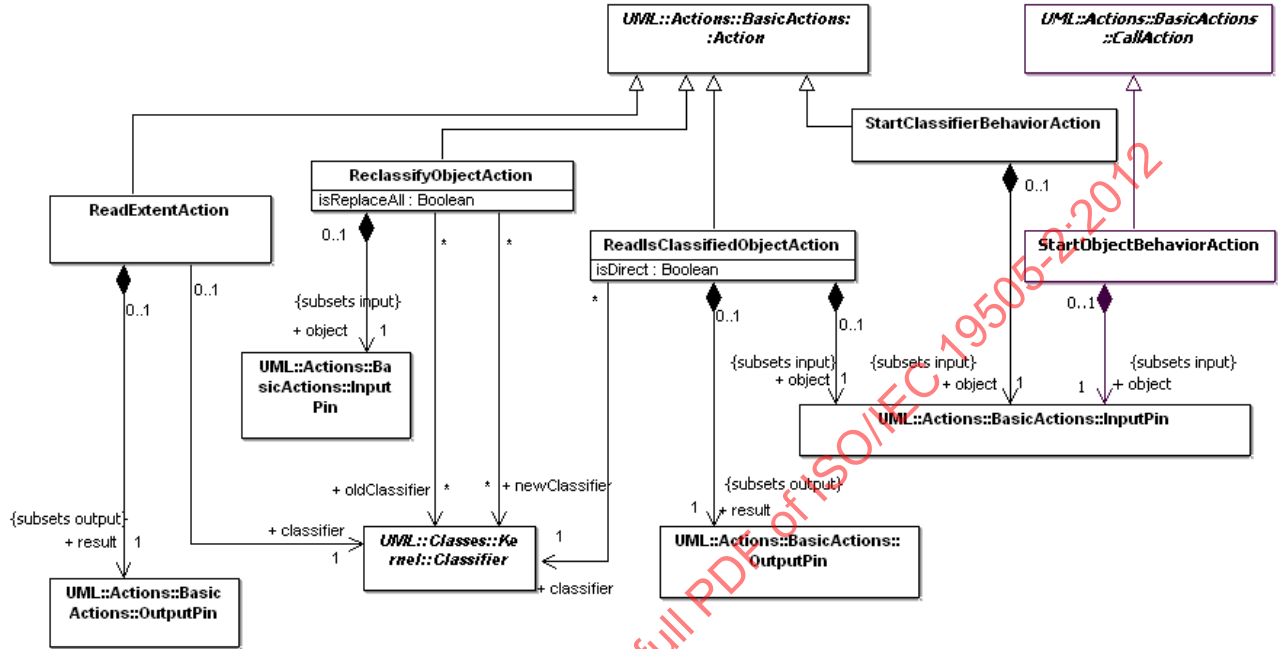 UML::Actions::BasicActions:
:Action
UML::Actions::BasicActions
::CallAction
StartClassifierBehaviorAction
0..1
ReclassifyObjectAction
isReplaceAll : Boolean
0..1
*
*
ReadExtentAction
0..1
0..1
ReadIsClassifiedObjectAction
isDirect : Boolean
*
0..1
0..1
StartObjectBehaviorAction
0..1
{subsets input}
+ object
1
UML::Actions::Ba
sicActions::Input
Pin
{subsets input}
+ object
1
{subsets input}
+ object
1
{subsets input}
+ object
1
UML::Actions::BasicActions::InputPin
+ oldClassifier
*
*
+ newClassifier
{subsets output}
+ result
1
{subsets output}
+ result
1
+ classifier
1
UML::Classes::Ke
rnel::Classifier
1
+ classifier
UML::Actions::BasicActions::
OutputPin
UML::Actions::Basic
Actions::OutputPin
full PDF of ISO/IEC 19505-2:2012